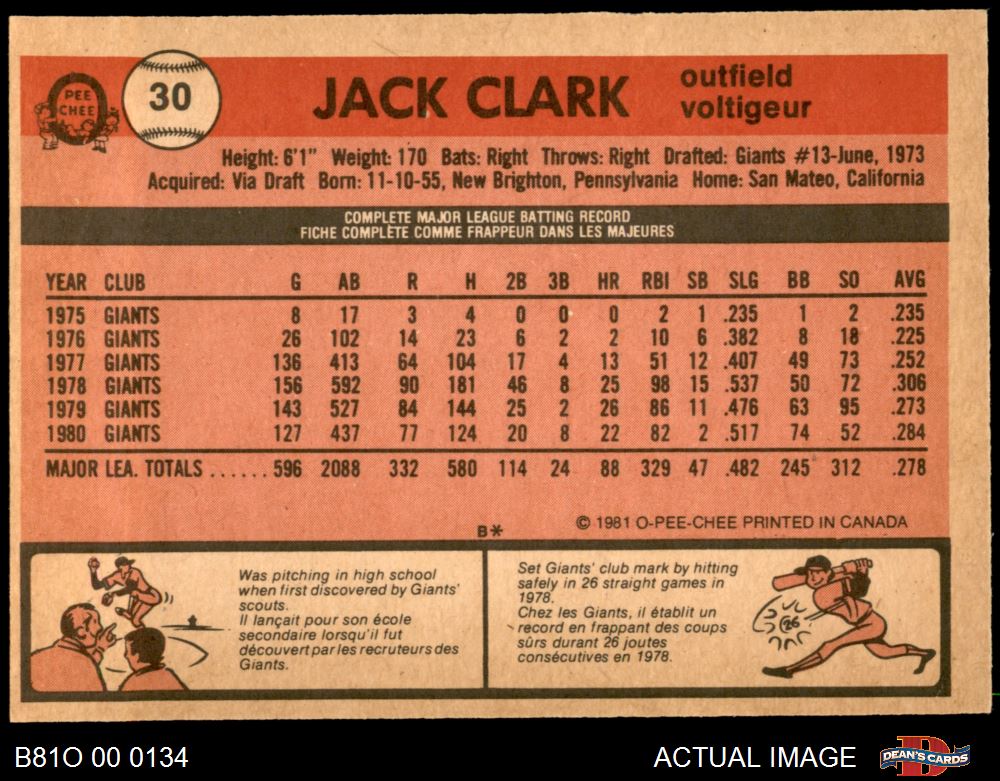 PEE
CHEE
30
JACK CLARK
outfield
voltigeur
Height: 6'1" Weight: 170 Bats: Right Throws: Right Drafted: Giants #13-June, 1973
Acquired: Via Draft Born: 11-10-55, New Brighton, Pennsylvania Home: San Mateo, California
COMPLETE MAJOR LEAGUE BATTING RECORD
FICHE COMPLÈTE COMME FRAPPEUR DANS LES MAJEURES
YEAR CLUB G AB R H 2B 3B HR RBI SB SLG BB SO AVG
1975 GIANTS 8 17 3 4 0 0 0 2 1 .235 1 2 .235
1976 GIANTS 26 102 14 23 6 2 2 10 6 .382 8 18 .225
1977 GIANTS 136 413 64 104 17 4 13 51 12 .407 49 73 .252
1978 GIANTS 156 592 90 181 46 8 25 98 15 .537 50 72 .306
1979 GIANTS 143 527 84 144 25 2 26 86 11 .476 63 95 .273
1980 GIANTS 127 437 77 124 20 8 22 82 2 .517 74 52 .284
MAJOR LEA. TOTALS ...... 596 2088 332 580 114 24 88 329 47 .482 245 312 .278
© 1981 O-PEE-CHEE PRINTED IN CANADA
B*
Was pitching in high school
when first discovered by Giants'
scouts.
Il lançait pour son école
secondaire lorsqu'il fut
découvert par les recruteurs des
Giants.
Set Giants' club mark by hitting
safely in 26 straight games in
1978.
Chez les Giants, il établit un
record en frappant des coups
sûrs durant 26 joutes
consécutives en 1978.
26
B81O 00 0134
ACTUAL IMAGE
DEAN'S CARDS